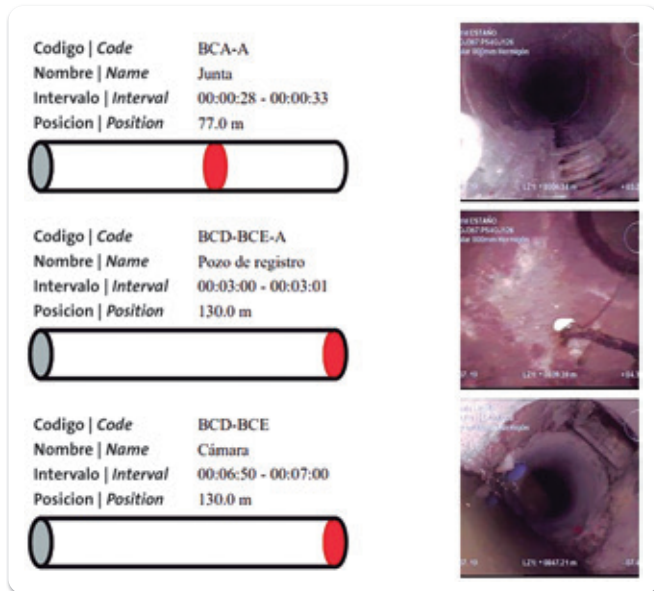 Codigo | Code BCA-A
Nombre | Name Junta
Intervalo | Interval 00:00:28 - 00:00:33
Posicion | Position 77.0 m
Codigo | Code BCD-BCE-A
Nombre | Name Pozo de registro
Intervalo | Interval 00:03:00 - 00:03:01
Posicion | Position 130.0 m
Codigo | Code BCD-BCE
Nombre | Name Cámara
Intervalo | Interval 00:06:50 - 00:07:00
Posicion | Position 130.0 m
ESTAÑO
ESTAÑO